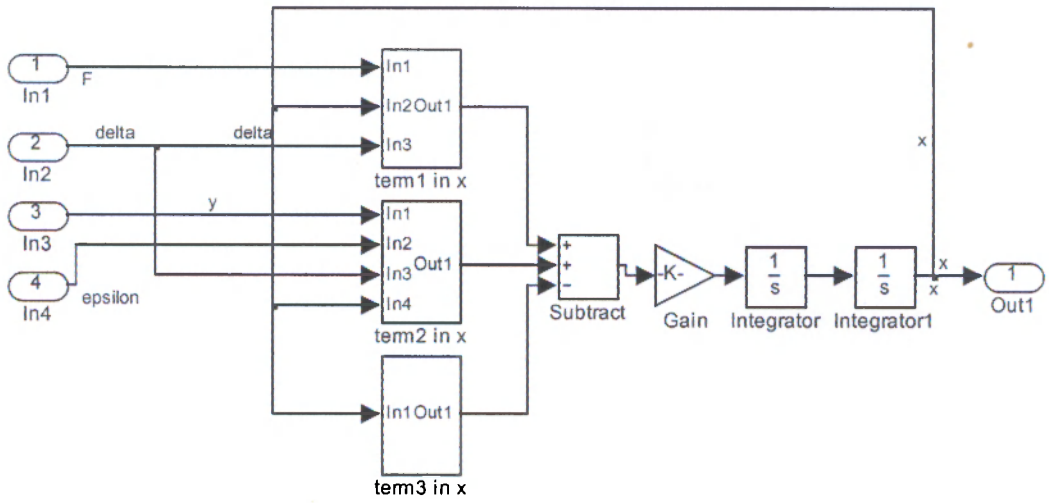 1
In1
F
2
In2
delta
delta
3
In3
y
4
In4
epsilon
In1
In2 Out1
In3
term1 in x
In1
In2
Out1
In3
In4
term2 in x
In1 Out1
term3 in x
+
+
−
Subtract
-K-
Gain
1
s
Integrator
1
s
Integrator1
x
x
x
1
Out1